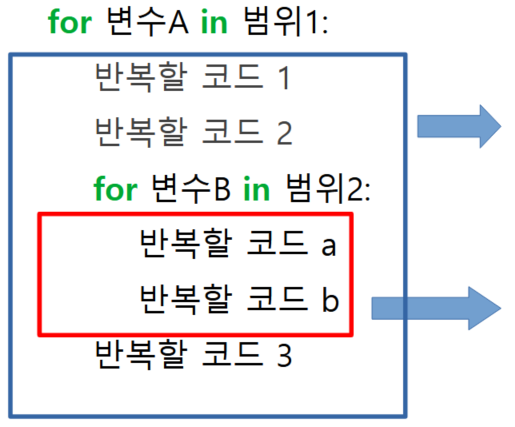 for 변수A in 범위1:
반복할 코드 1
반복할 코드 2
for 변수B in 범위2:
반복할 코드 a
반복할 코드 b
반복할 코드 3